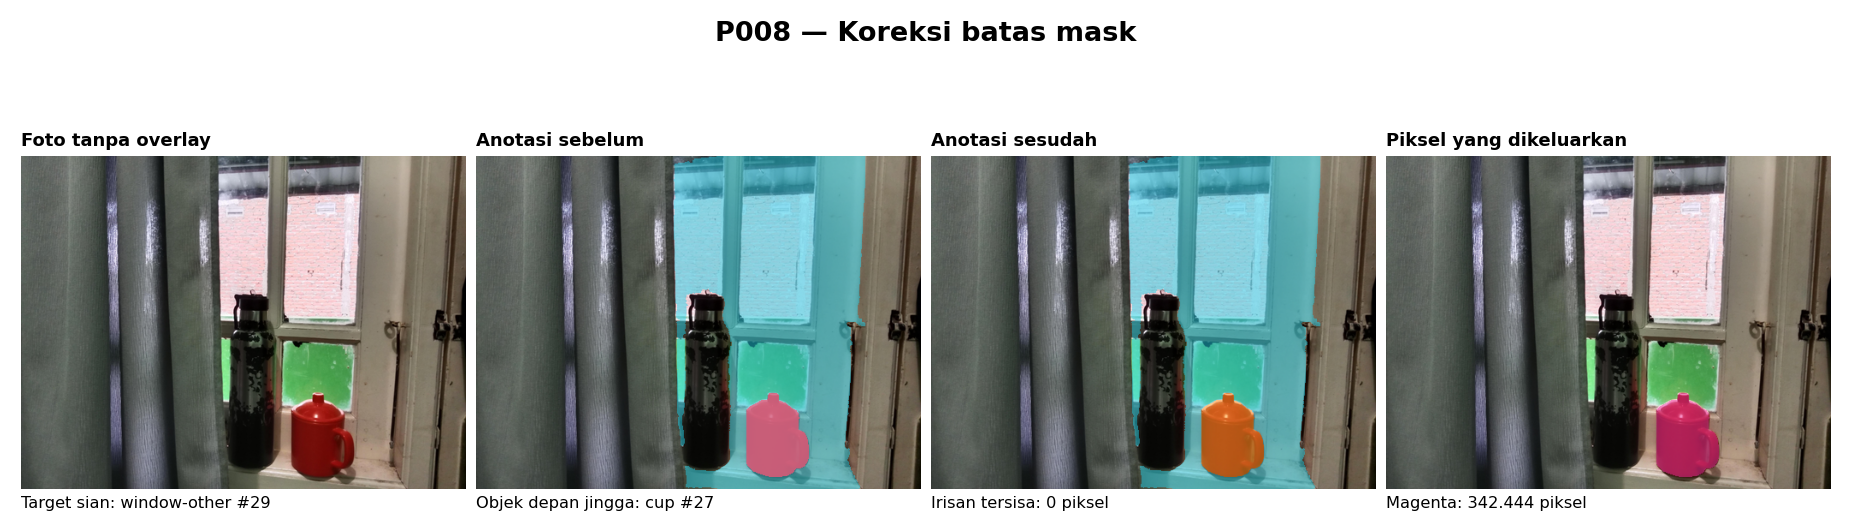 P008 — Koreksi batas mask
Foto tanpa overlay
Anotasi sebelum
Anotasi sesudah
Piksel yang dikeluarkan
Target sian: window-other #29
Objek depan jingga: cup #27
Irisan tersisa: 0 piksel
Magenta: 342.444 piksel